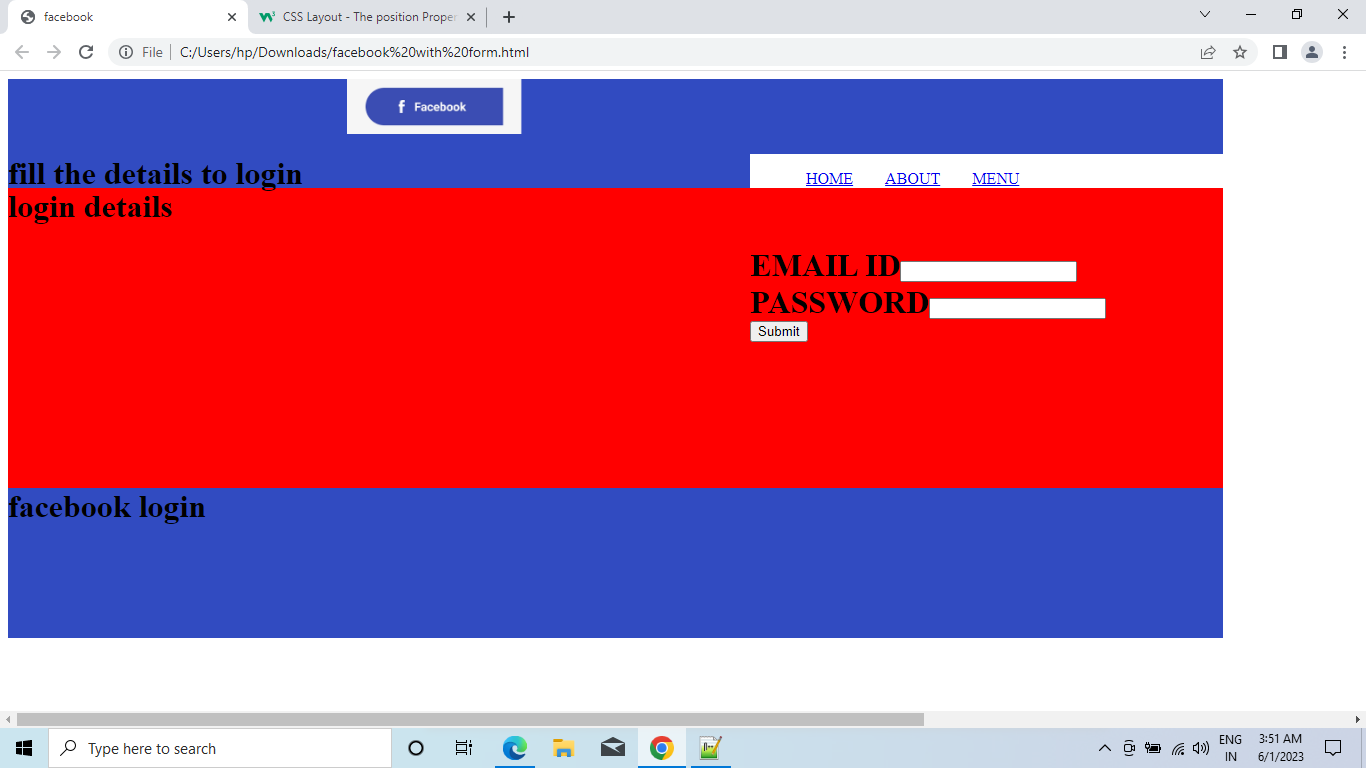 facebook
CSS Layout - The position Proper
File
C:/Users/hp/Downloads/facebook%20with%20form.html
f Facebook
fill the details to login
HOME ABOUT MENU
login details
EMAIL ID
PASSWORD
Submit
facebook login
Type here to search
ENG
IN
3:51 AM
6/1/2023